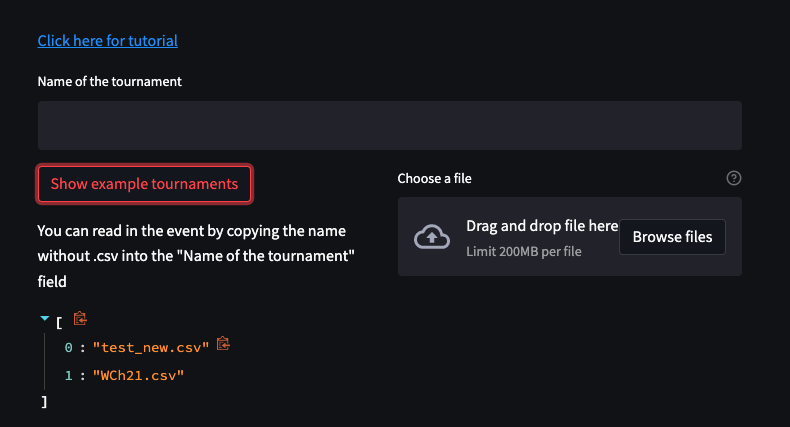 Click here for tutorial
Name of the tournament
Show example tournaments
You can read in the event by copying the name
without .csv into the "Name of the tournament"
field
[
0 : "test_new.csv"
1 : "WCh21.csv"
]
Choose a file
Drag and drop file here
Limit 200MB per file
Browse files